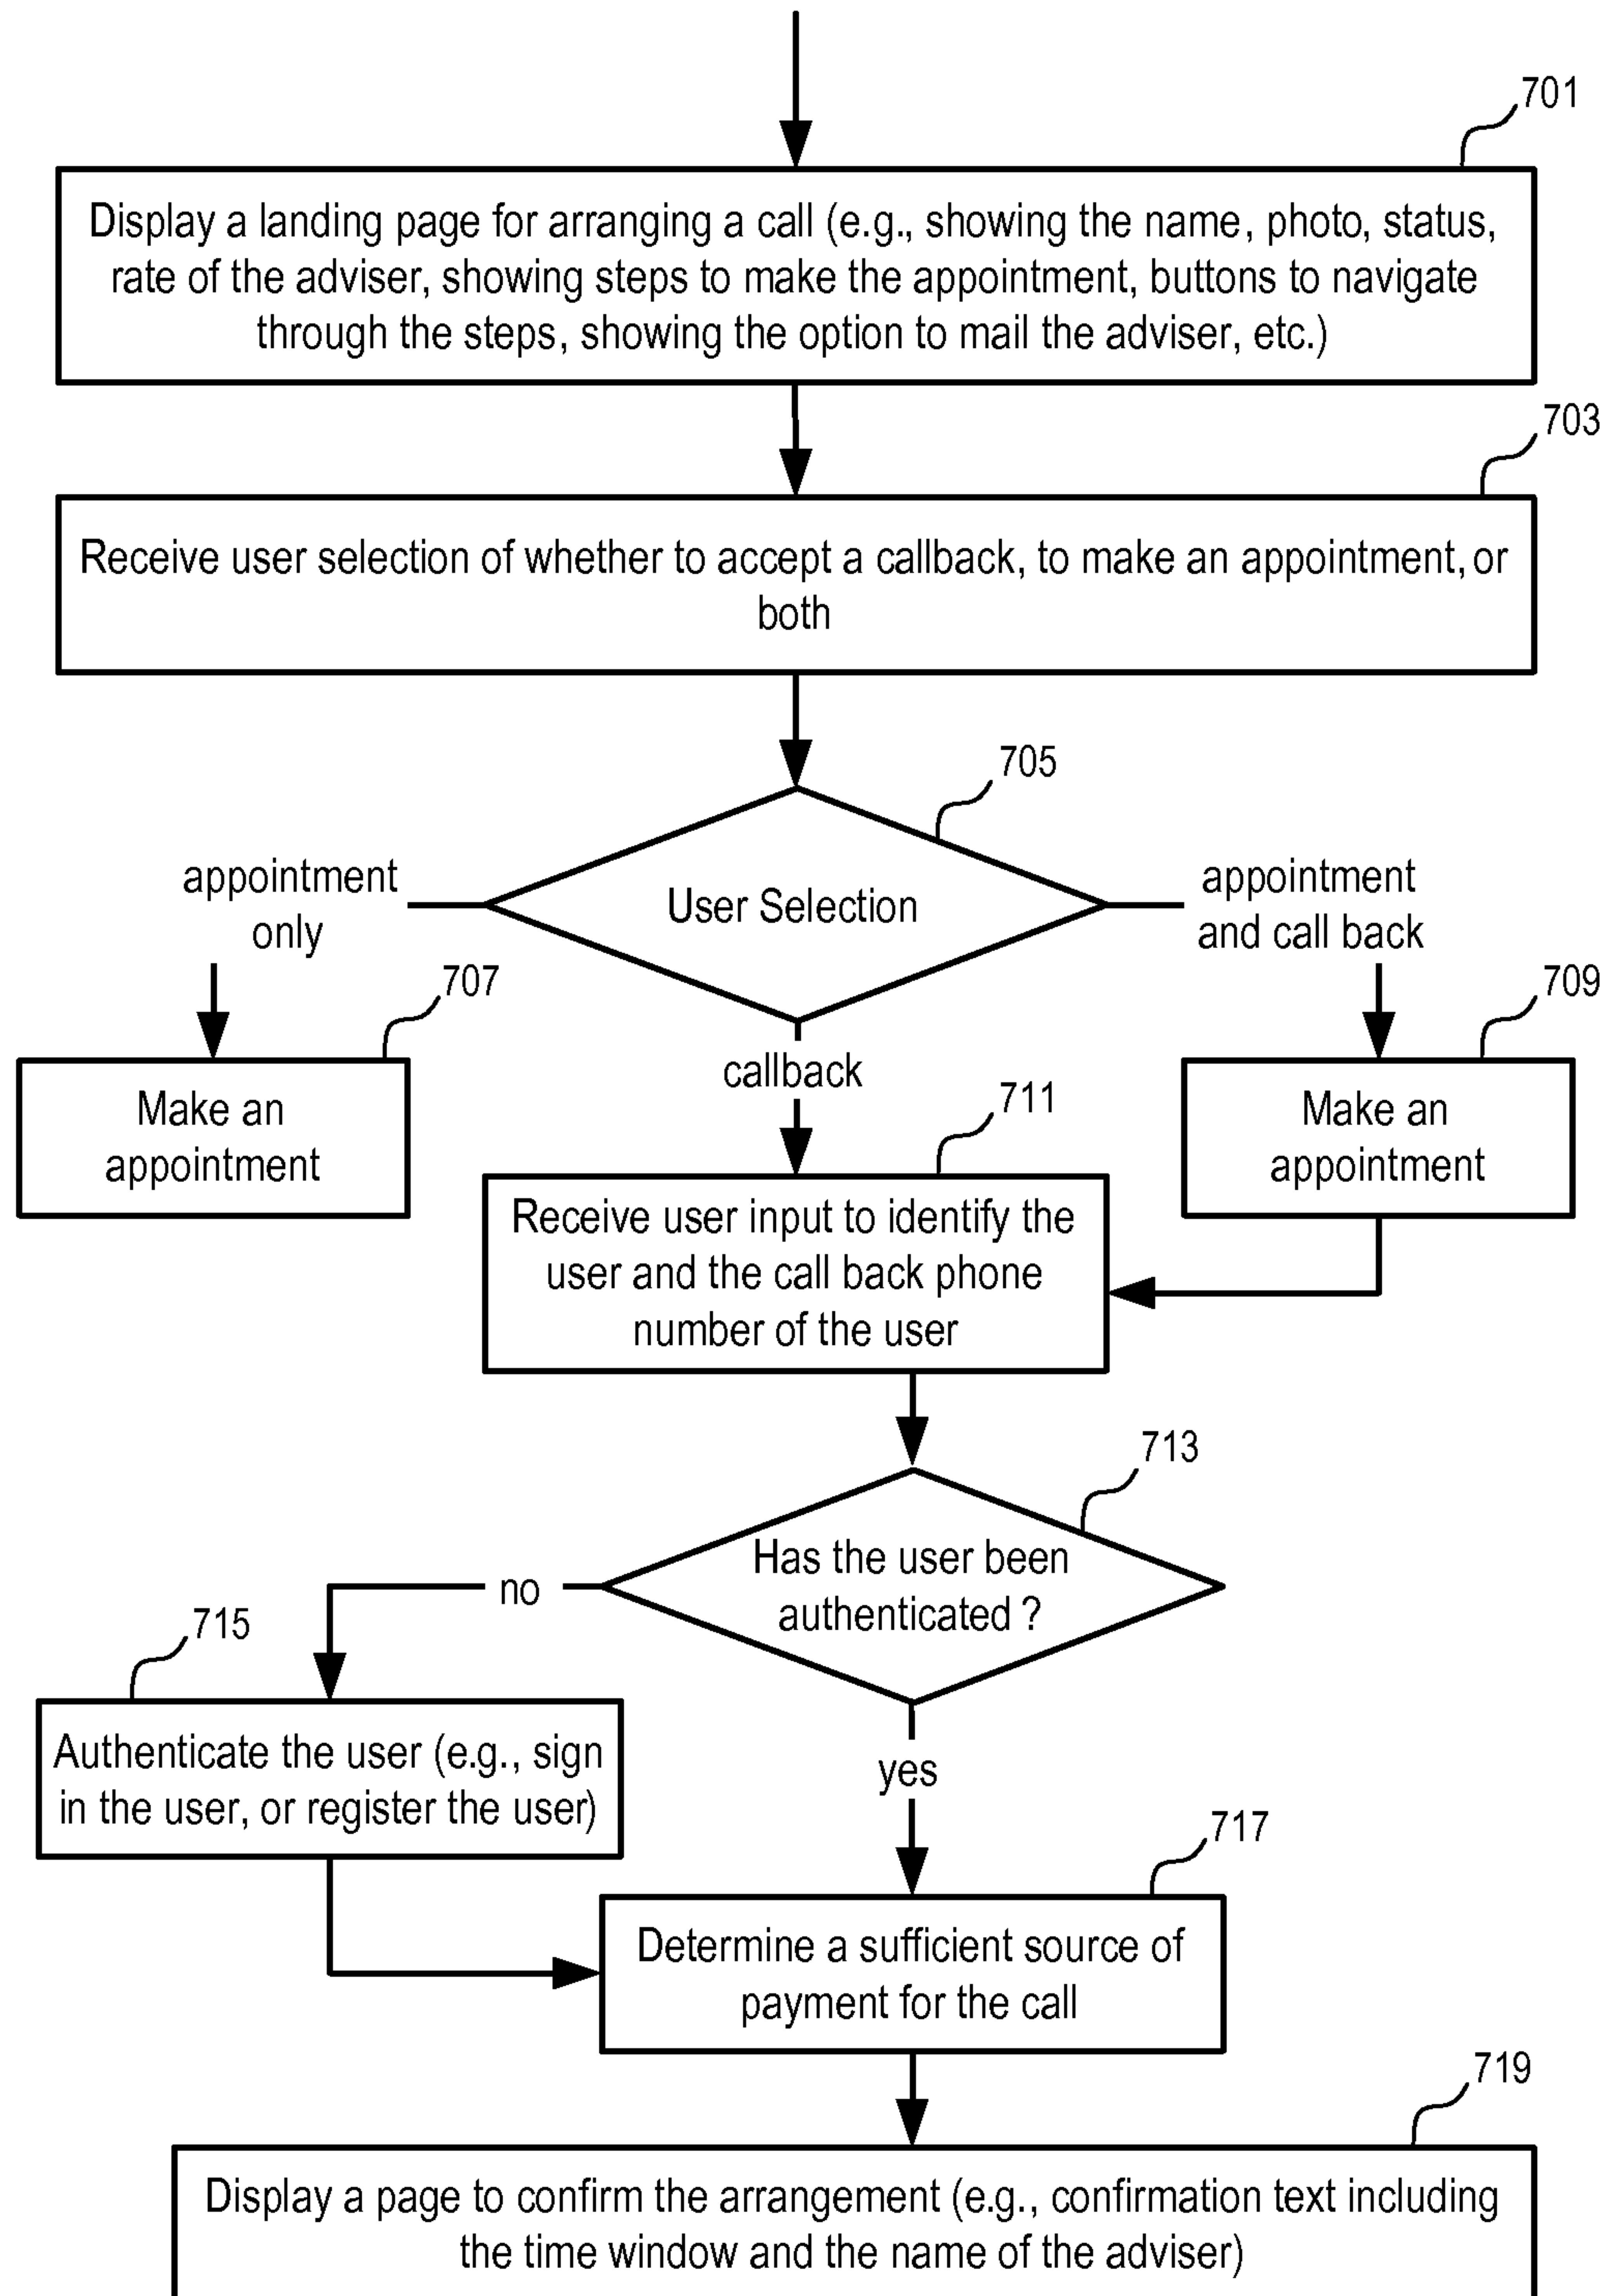 701
Display a landing page for arranging a call (e.g., showing the name, photo, status,
rate of the adviser, showing steps to make the appointment, buttons to navigate
through the steps, showing the option to mail the adviser, etc.)
703
Receive user selection of whether to accept a callback, to make an appointment, or
both
705
User Selection
appointment
only
appointment
and call back
707
Make an
appointment
callback
709
Make an
appointment
711
Receive user input to identify the
user and the call back phone
number of the user
713
Has the user been
authenticated ?
no
715
Authenticate the user (e.g., sign
in the user, or register the user)
yes
717
Determine a sufficient source of
payment for the call
719
Display a page to confirm the arrangement (e.g., confirmation text including
the time window and the name of the adviser)